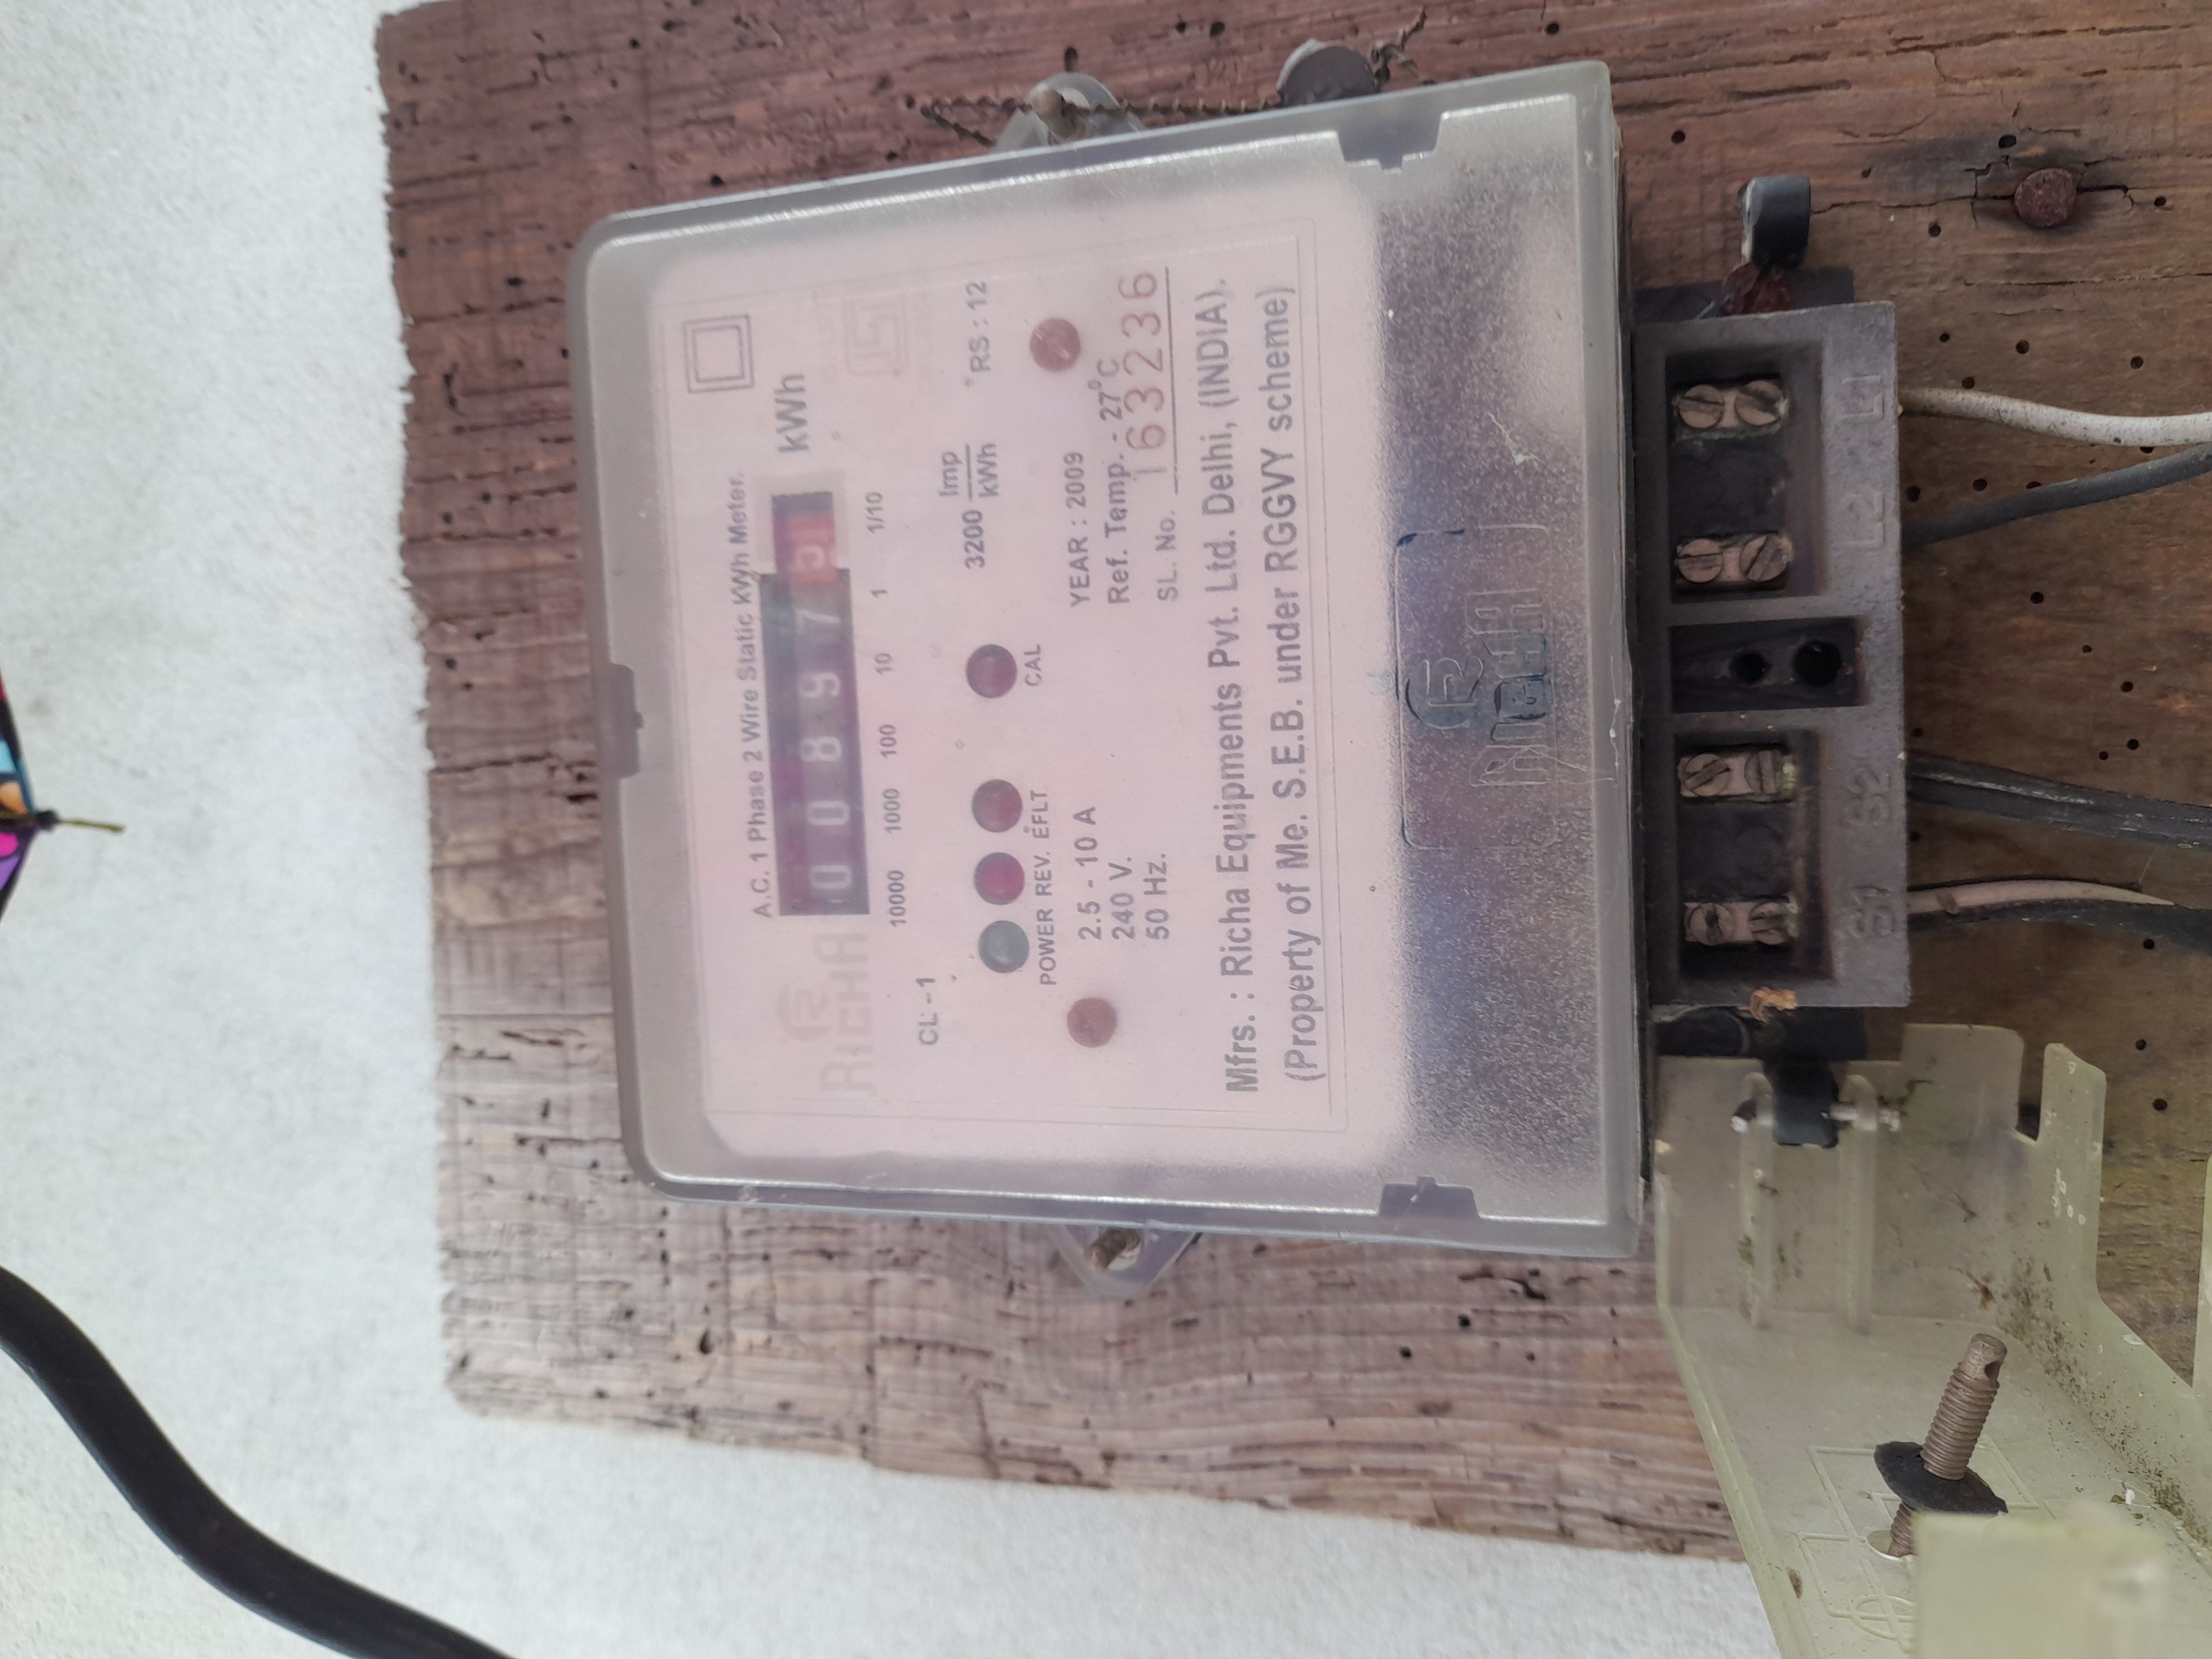 A.C. 1 Phase 2 Wire Static KWh Meter.
RICHA
0 0 8 9 7 5
kWh
10000 1000 100 10 1 1/10
CL-1
3200 Imp
kWh
RS : 12
POWER REV. EFLT
CAL
2.5 - 10 A
240 V.
50 Hz.
YEAR : 2009
Ref. Temp. - 27°C
SL. No. 163236
Mfrs. : Richa Equipments Pvt. Ltd. Delhi, (INDIA).
(Property of Me. S.E.B. under RGGVY scheme)
S1 S2 L2 L1